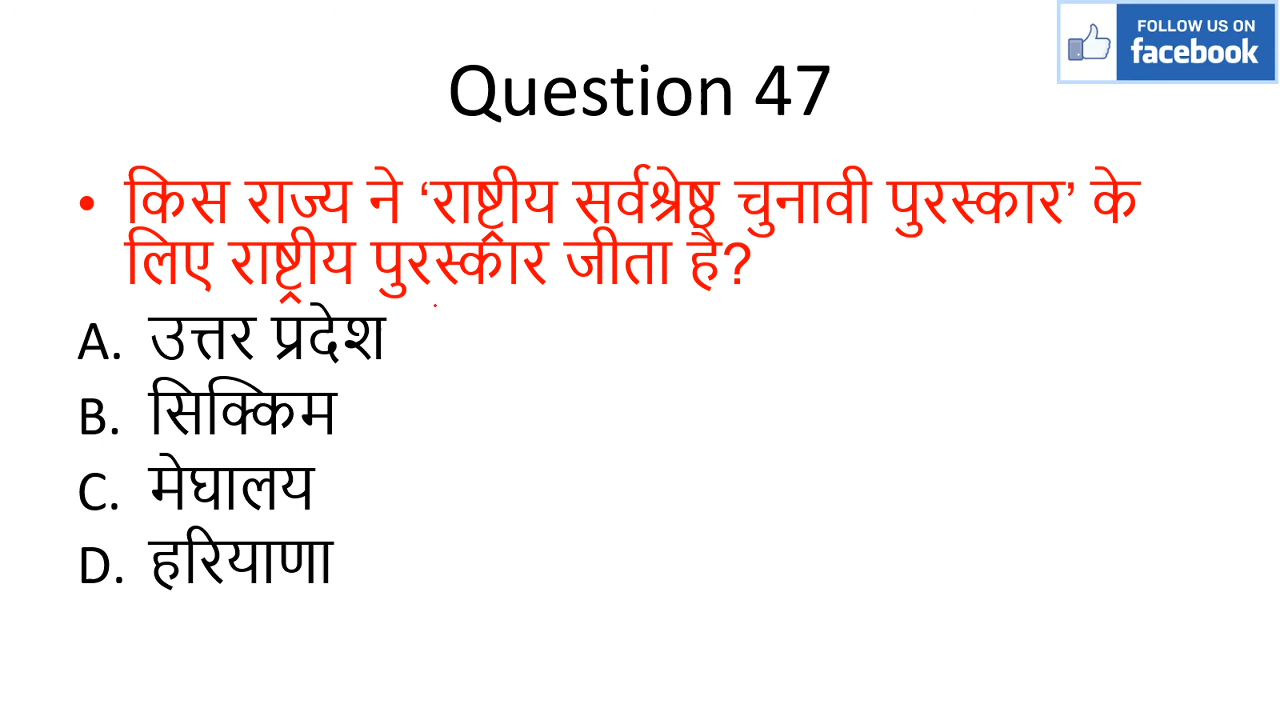 FOLLOW US ON
facebook
Question 47
• किस राज्य ने ‘राष्ट्रीय सर्वश्रेष्ठ चुनावी पुरस्कार’ के
लिए राष्ट्रीय पुरस्कार जीता है?
A. उत्तर प्रदेश
B. सिक्किम
C. मेघालय
D. हरियाणा